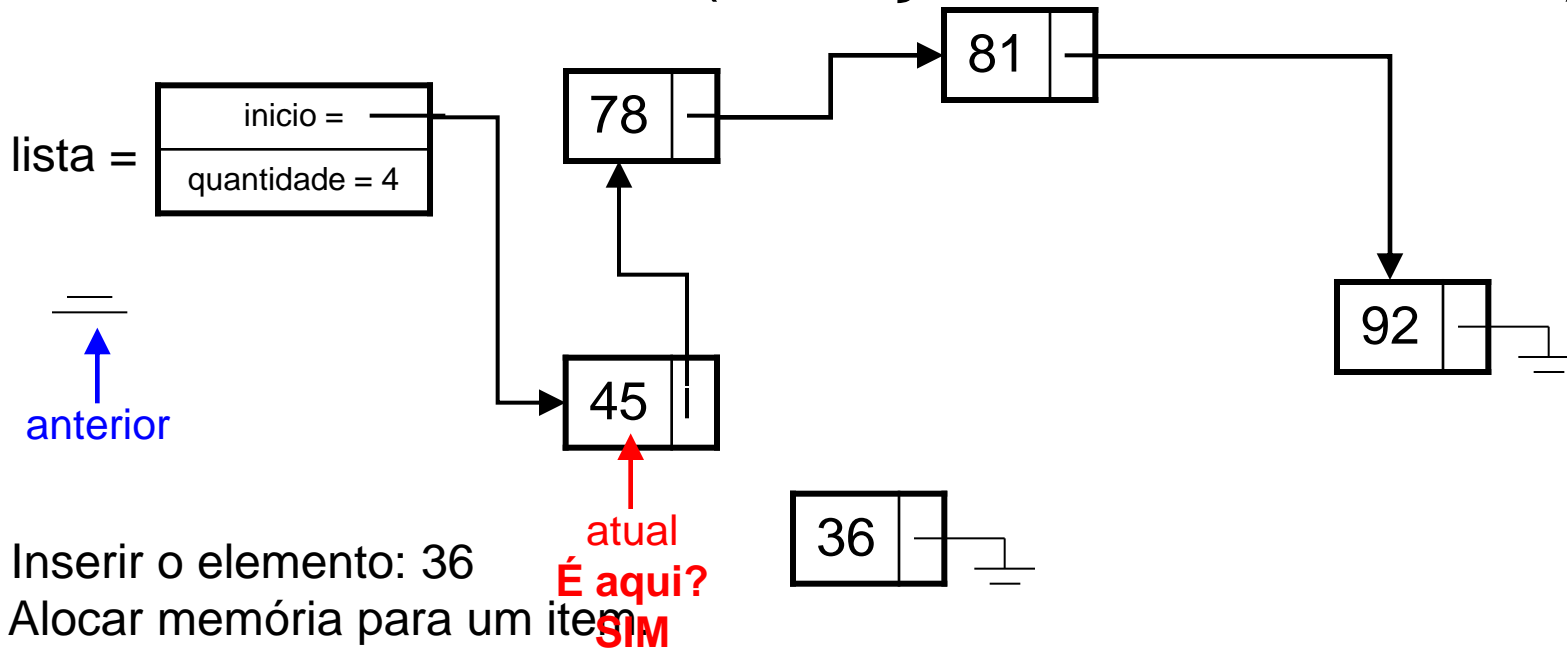 81
78
inicio =
lista =
quantidade = 4
92
45
anterior
atual
36
Inserir o elemento: 36
É aqui?
Alocar memória para um item.
SIM